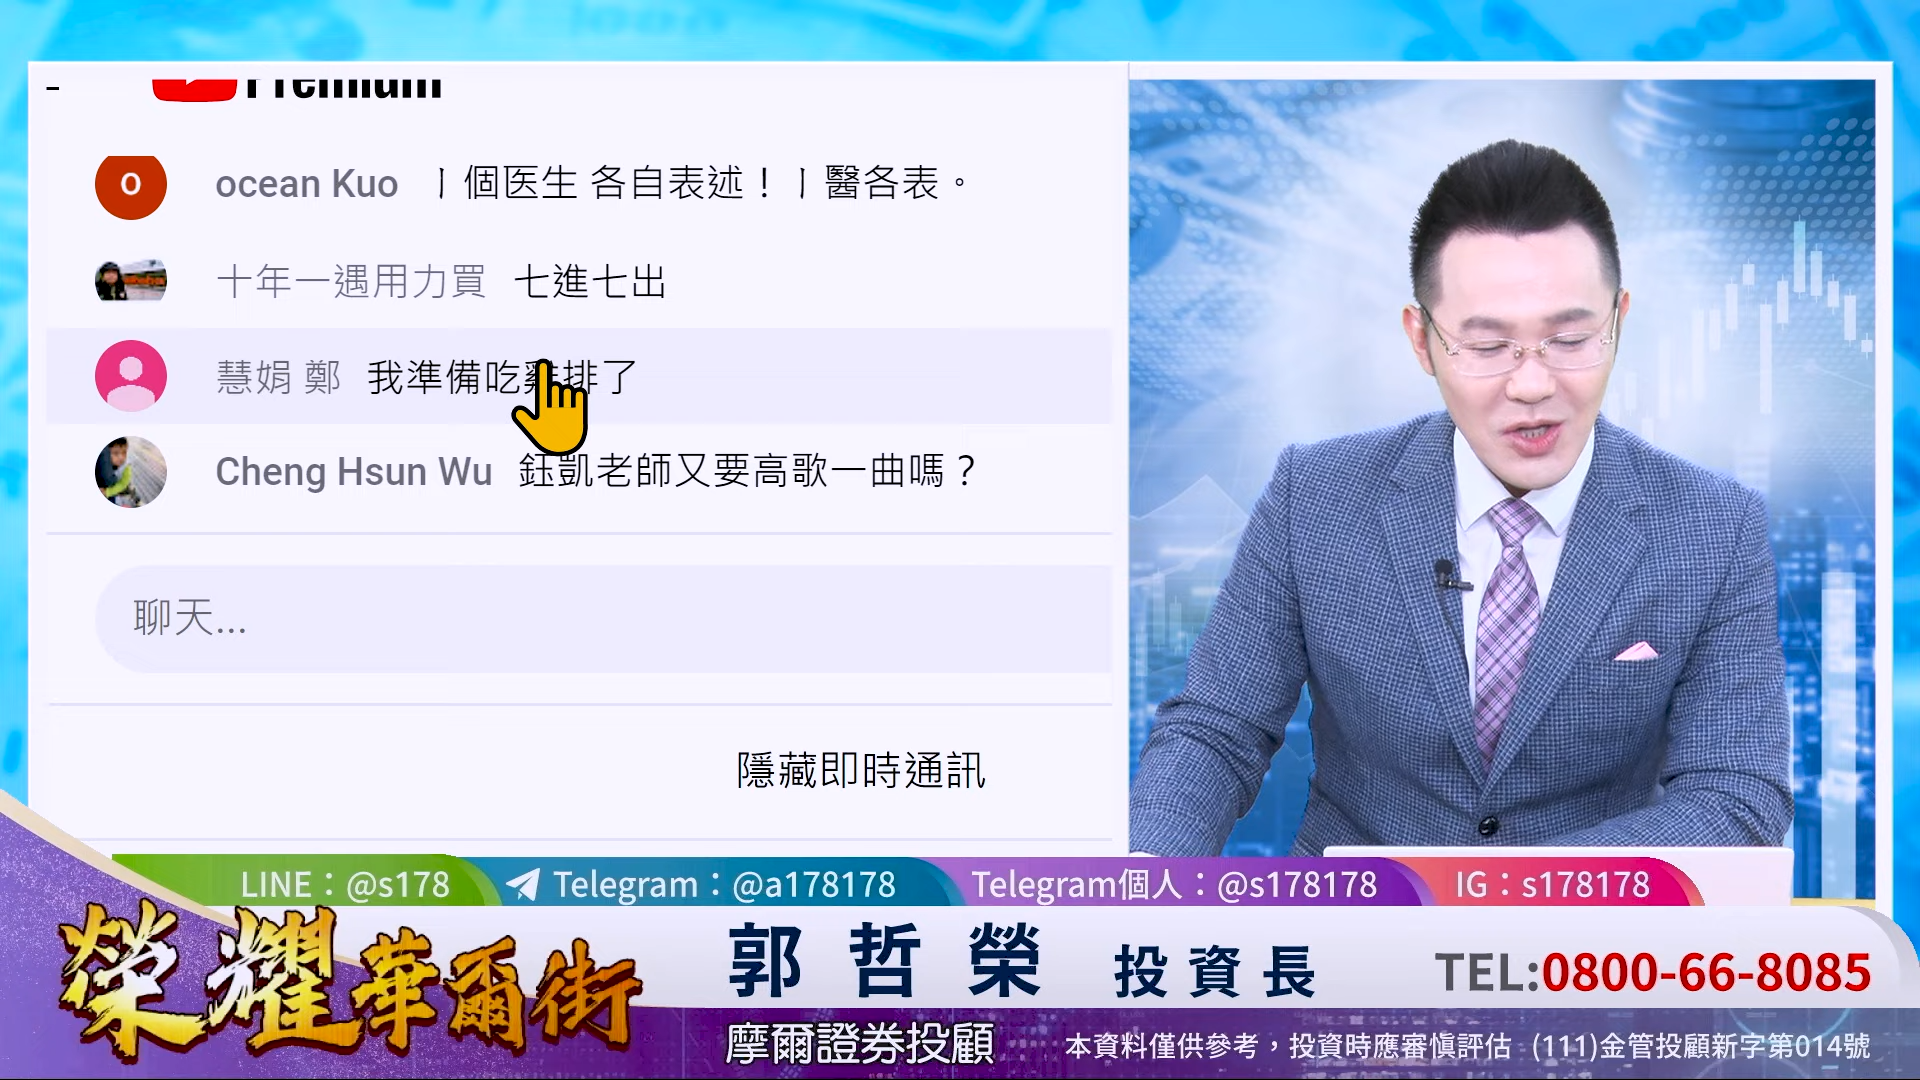 Premium
O
ocean Kuo 〡個医生 各自表述！〡醫各表。
十年一遇用力買 七進七出
慧娟 鄭 我準備吃雞排了
Cheng Hsun Wu 鈺凱老師又要高歌一曲嗎？
聊天...
隱藏即時通訊
LINE：@s178
Telegram：@a178178
Telegram個人：@s178178
IG：s178178
榮耀華爾街
郭哲榮 投資長
TEL:0800-66-8085
摩爾證券投顧
本資料僅供參考，投資時應審慎評估 (111)金管投顧新字第014號